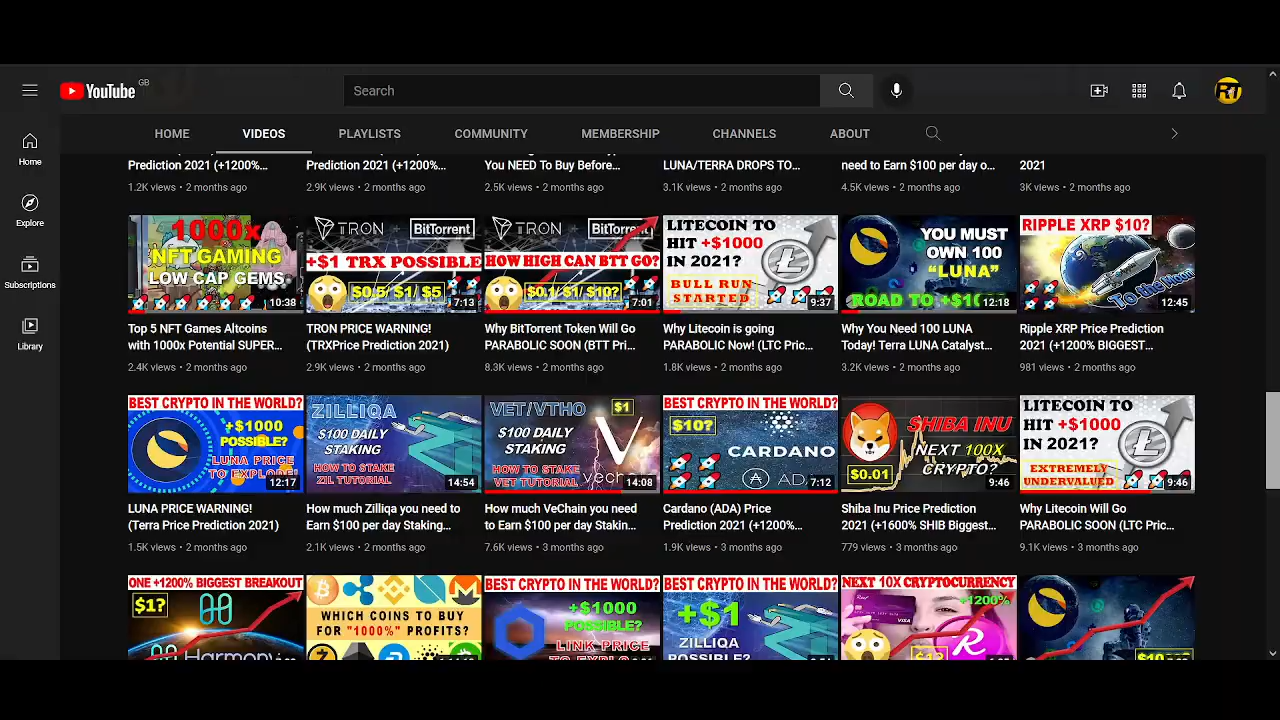 YouTube GB
Search
RT
HOME VIDEOS PLAYLISTS COMMUNITY MEMBERSHIP CHANNELS ABOUT
Home
Explore
Subscriptions
Library
Prediction 2021 (+1200%...
1.2K views • 2 months ago
Prediction 2021 (+1200%...
2.9K views • 2 months ago
You NEED To Buy Before...
2.5K views • 2 months ago
LUNA/TERRA DROPS TO...
3.1K views • 2 months ago
need to Earn $100 per day o...
4.5K views • 2 months ago
2021
3K views • 2 months ago
1000x
NFT GAMING
LOW CAP GEMS
10:38
Top 5 NFT Games Altcoins
with 1000x Potential SUPER...
2.4K views • 2 months ago
TRON BitTorrent
+$1 TRX POSSIBLE
$0.5/ $1/ $5
7:13
TRON PRICE WARNING!
(TRXPrice Prediction 2021)
2.9K views • 2 months ago
TRON BitTorrent
HOW HIGH CAN BTT GO?
$0.1/ $1/ $10?
7:01
Why BitTorrent Token Will Go
PARABOLIC SOON (BTT Pri...
8.3K views • 2 months ago
LITECOIN TO
HIT +$1000
IN 2021?
BULL RUN
STARTED
9:37
Why Litecoin is going
PARABOLIC Now! (LTC Pric...
1.8K views • 2 months ago
YOU MUST
OWN 100
"LUNA"
ROAD TO +$1(
12:18
Why You Need 100 LUNA
Today! Terra LUNA Catalyst...
3.2K views • 2 months ago
RIPPLE XRP $10?
To the moon
12:45
Ripple XRP Price Prediction
2021 (+1200% BIGGEST...
981 views • 2 months ago
BEST CRYPTO IN THE WORLD?
+$1000
POSSIBLE?
LUNA PRICE
TO EXPLODE!
12:17
LUNA PRICE WARNING!
(Terra Price Prediction 2021)
1.5K views • 2 months ago
ZILLIQA
$100 DAILY
STAKING
HOW TO STAKE
ZIL TUTORIAL
14:54
How much Zilliqa you need to
Earn $100 per day Staking...
2.1K views • 2 months ago
VET/VTHO $1
$100 DAILY
STAKING
HOW TO STAKE
VET TUTORIAL
vechain
14:08
How much VeChain you need
to Earn $100 per day Stakin...
7.6K views • 3 months ago
BEST CRYPTO IN THE WORLD?
$10?
CARDANO
ADA
7:12
Cardano (ADA) Price
Prediction 2021 (+1200%...
1.9K views • 3 months ago
SHIBA INU
NEXT 100X
CRYPTO?
$0.01
9:46
Shiba Inu Price Prediction
2021 (+1600% SHIB Biggest...
779 views • 3 months ago
LITECOIN TO
HIT +$1000
IN 2021?
EXTREMELY
UNDERVALUED
9:46
Why Litecoin Will Go
PARABOLIC SOON (LTC Pric...
9.1K views • 3 months ago
ONE +1200% BIGGEST BREAKOUT
$1?
Harmony
WHICH COINS TO BUY
FOR "1000%" PROFITS?
BEST CRYPTO IN THE WORLD?
+$1000
POSSIBLE?
LINK PRICE
BEST CRYPTO IN THE WORLD?
+$1
ZILLIQA
POSSIBLE?
NEXT 10X CRYPTOCURRENCY
+1200%
VISA